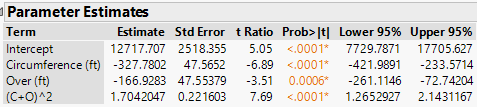 Parameter Estimates
Term Estimate Std Error t Ratio Prob>|t| Lower 95% Upper 95%
Intercept 12717.707 2518.355 5.05 <.0001* 7729.7871 17705.627
Circumference (ft) -327.7802 47.5652 -6.89 <.0001* -421.9891 -233.5714
Over (ft) -166.9283 47.55379 -3.51 0.0006* -261.1146 -72.74204
(C+O)^2 1.7042047 0.221603 7.69 <.0001* 1.2652927 2.1431167